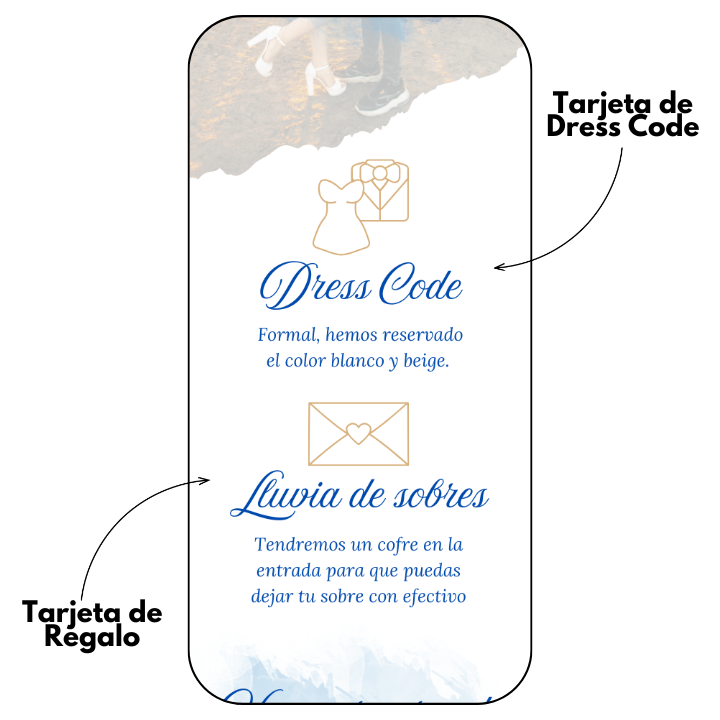 Tarjeta de
Dress Code
Dress Code
Formal, hemos reservado
el color blanco y beige.
Lluvia de sobres
Tendremos un cofre en la
entrada para que puedas
dejar tu sobre con efectivo
Tarjeta de
Regalo